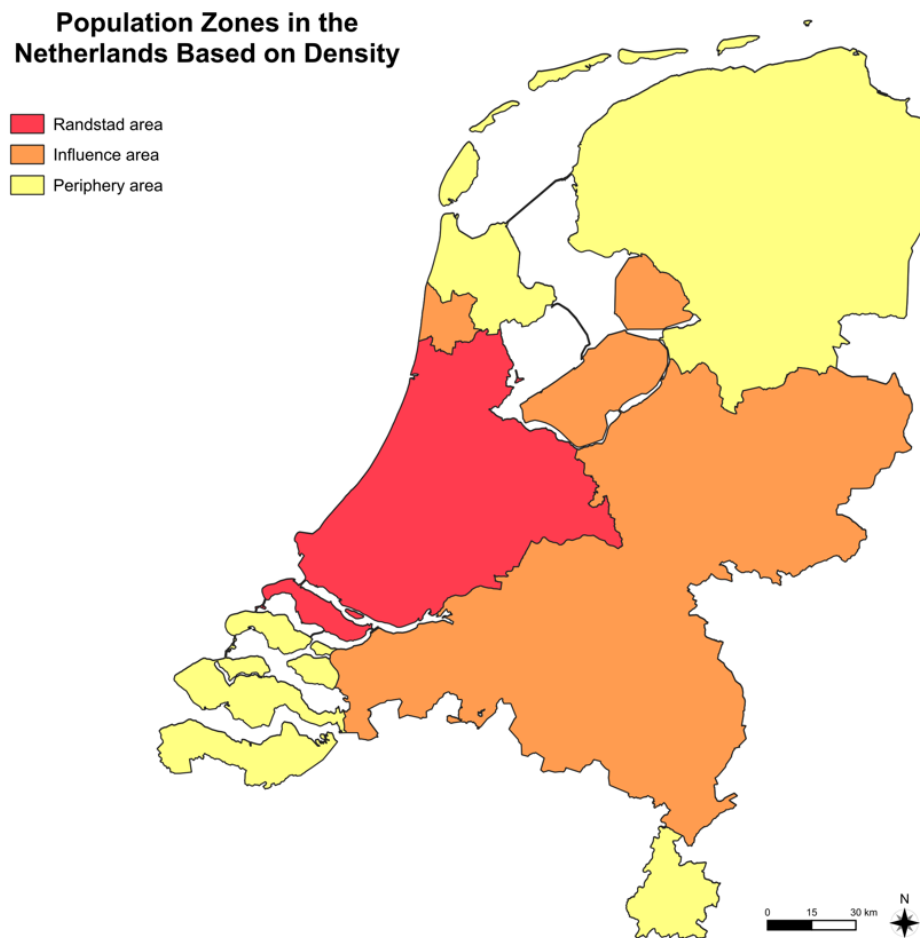 Population Zones in the
Netherlands Based on Density
Randstad area
Influence area
Periphery area
0 15 30 km
N